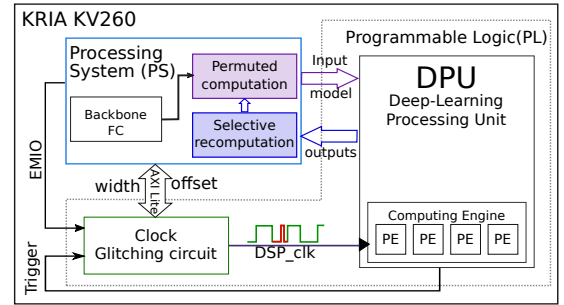 KRIA KV260
Processing
System (PS)
Permuted
computation
Backbone
FC
Selective
recomputation
Input
model
outputs
Programmable Logic(PL)
DPU
Deep-Learning
Processing Unit
Computing Engine
PE PE PE PE
EMIO
width
AXI Lite
offset
Clock
Glitching circuit
DSP_clk
Trigger